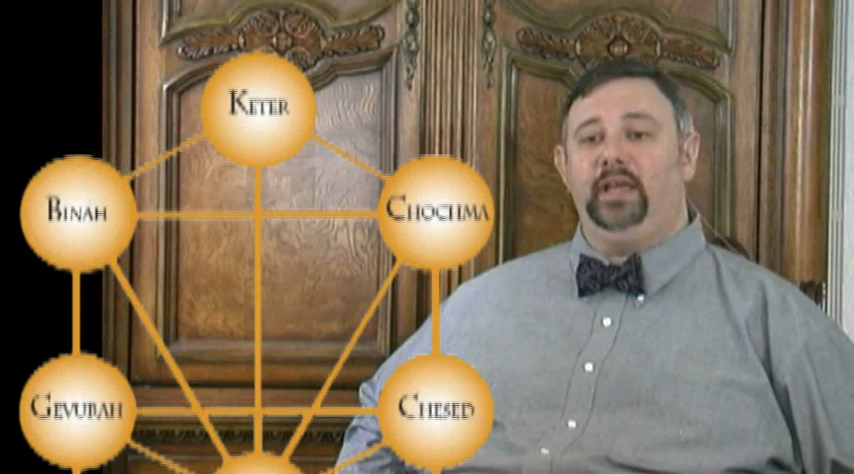 KETER
BINAH
CHOCHMA
GEVURAH
CHESED